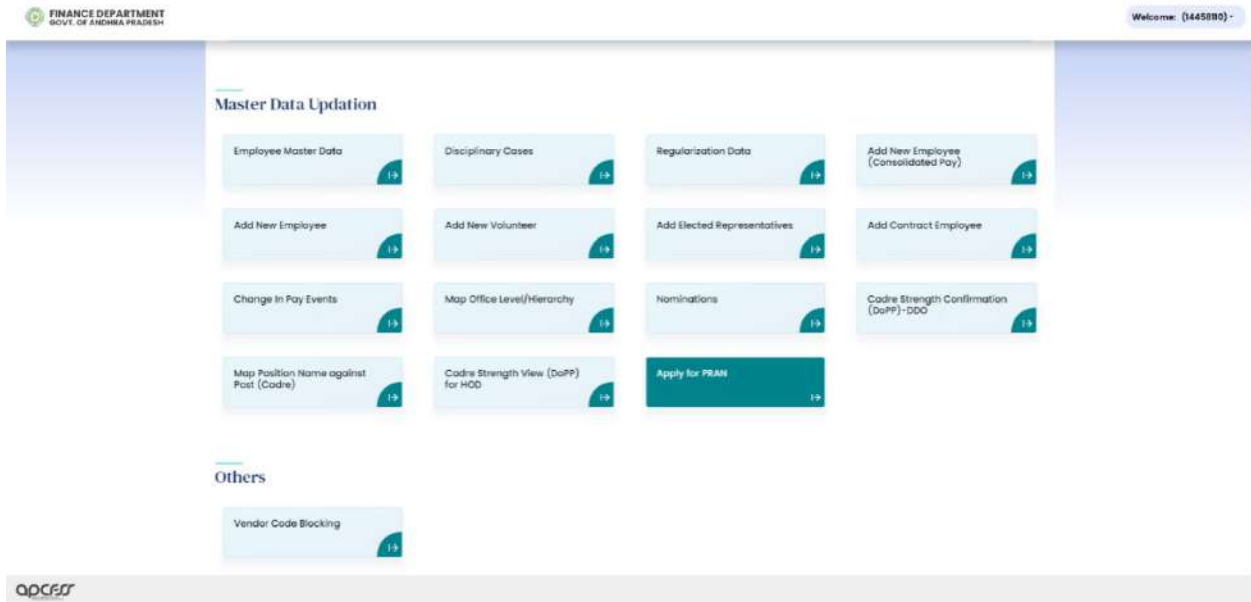 FINANCE DEPARTMENT
GOVT. OF ANDHRA PRADESH
Welcome: (14458110)
Master Data Updation
Employee Master Data
Disciplinary Cases
Regularization Data
Add New Employee
(Consolidated Pay)
Add New Employee
Add New Volunteer
Add Elected Representatives
Add Contract Employee
Change In Pay Events
Map Office Level/Hierarchy
Nominations
Cadre Strength Confirmation
(DoPP)-DDO
Map Position Name against
Post (Cadre)
Cadre Strength View (DoPP)
for HOD
Apply for PRAN
Others
Vendor Code Blocking
apcfss